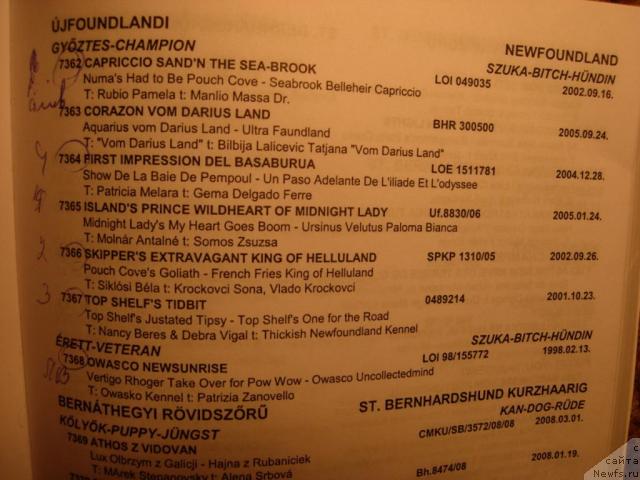 ÚJFOUNDLANDI NEWFOUNDLAND
GYŐZTES-CHAMPION SZUKA-BITCH-HÜNDIN
7362 CAPRICCIO SAND'N THE SEA-BROOK LOI 049035 2002.09.16.
Numa's Had to Be Pouch Cove - Seabrook Belleheir Capriccio
T: Rubio Pamela t: Manlio Massa Dr.
7363 CORAZON VOM DARIUS LAND BHR 300500 2005.09.24.
Aquarius vom Darius Land - Ultra Faundland
T: "Vom Darius Land" t: Bilbija Lalicevic Tatjana "Vom Darius Land"
4 7364 FIRST IMPRESSION DEL BASABURUA LOE 1511781 2004.12.28.
Show De La Baie De Pempoul - Un Paso Adelante De L'iliade Et L'odyssee
T: Patricia Melara t: Gema Delgado Ferre
7365 ISLAND'S PRINCE WILDHEART OF MIDNIGHT LADY Uf.8830/06 2005.01.24.
Midnight Lady's My Heart Goes Boom - Ursinus Velutus Paloma Bianca
T: Molnár Antalné t: Somos Zsuzsa
2 7366 SKIPPER'S EXTRAVAGANT KING OF HELLULAND SPKP 1310/05 2002.09.26.
Pouch Cove's Goliath - French Fries King of Helluland
T: Siklósi Béla t: Krockovci Sona, Vlado Krockovci
3 7367 TOP SHELF'S TIDBIT 0489214 2001.10.23.
Top Shelf's Justated Tipsy - Top Shelf's One for the Road
T: Nancy Beres & Debra Vigal t: Thickish Newfoundland Kennel
ÉRETT-VETERAN SZUKA-BITCH-HÜNDIN
7368 OWASCO NEWSUNRISE LOI 98/155772 1998.02.13.
Vertigo Rhoger Take Over for Pow Wow - Owasco Uncollectedmind
T: Owasko Kennel t: Patrizia Zanovello
BERNÁTHEGYI RÖVIDSZŐRŰ ST. BERNHARDSHUND KURZHAARIG
KÖLYÖK-PUPPY-JÜNGST KAN-DOG-RÜDE
7369 ATHOS Z VIDOVAN CMKU/SB/3572/08/08 2008.03.01.
Lux Olbrzym z Galicji - Hajna z Rubaniciek
T: MArek Stepanovsky t: Alena Srbová
Bh.8474/08 2008.01.19.
с
сайта
Newfs.ru